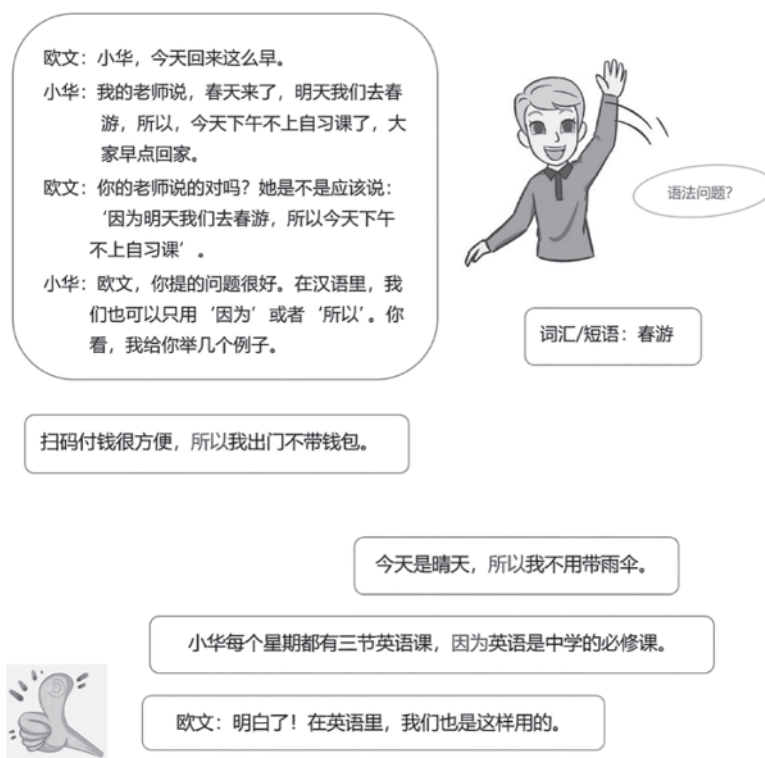 欧文：小华，今天回来这么早。
小华：我的老师说，春天来了，明天我们去春
游，所以，今天下午不上自习课了，大
家早点回家。
欧文：你的老师说的对吗？她是不是应该说：
‘因为明天我们去春游，所以今天下午
不上自习课’。
小华：欧文，你提的问题很好。在汉语里，我
们也可以只用‘因为’或者‘所以’。你
看，我给你举几个例子。
语法问题？
词汇/短语：春游
扫码付钱很方便，所以我出门不带钱包。
今天是晴天，所以我不用带雨伞。
小华每个星期都有三节英语课，因为英语是中学的必修课。
欧文：明白了！在英语里，我们也是这样用的。